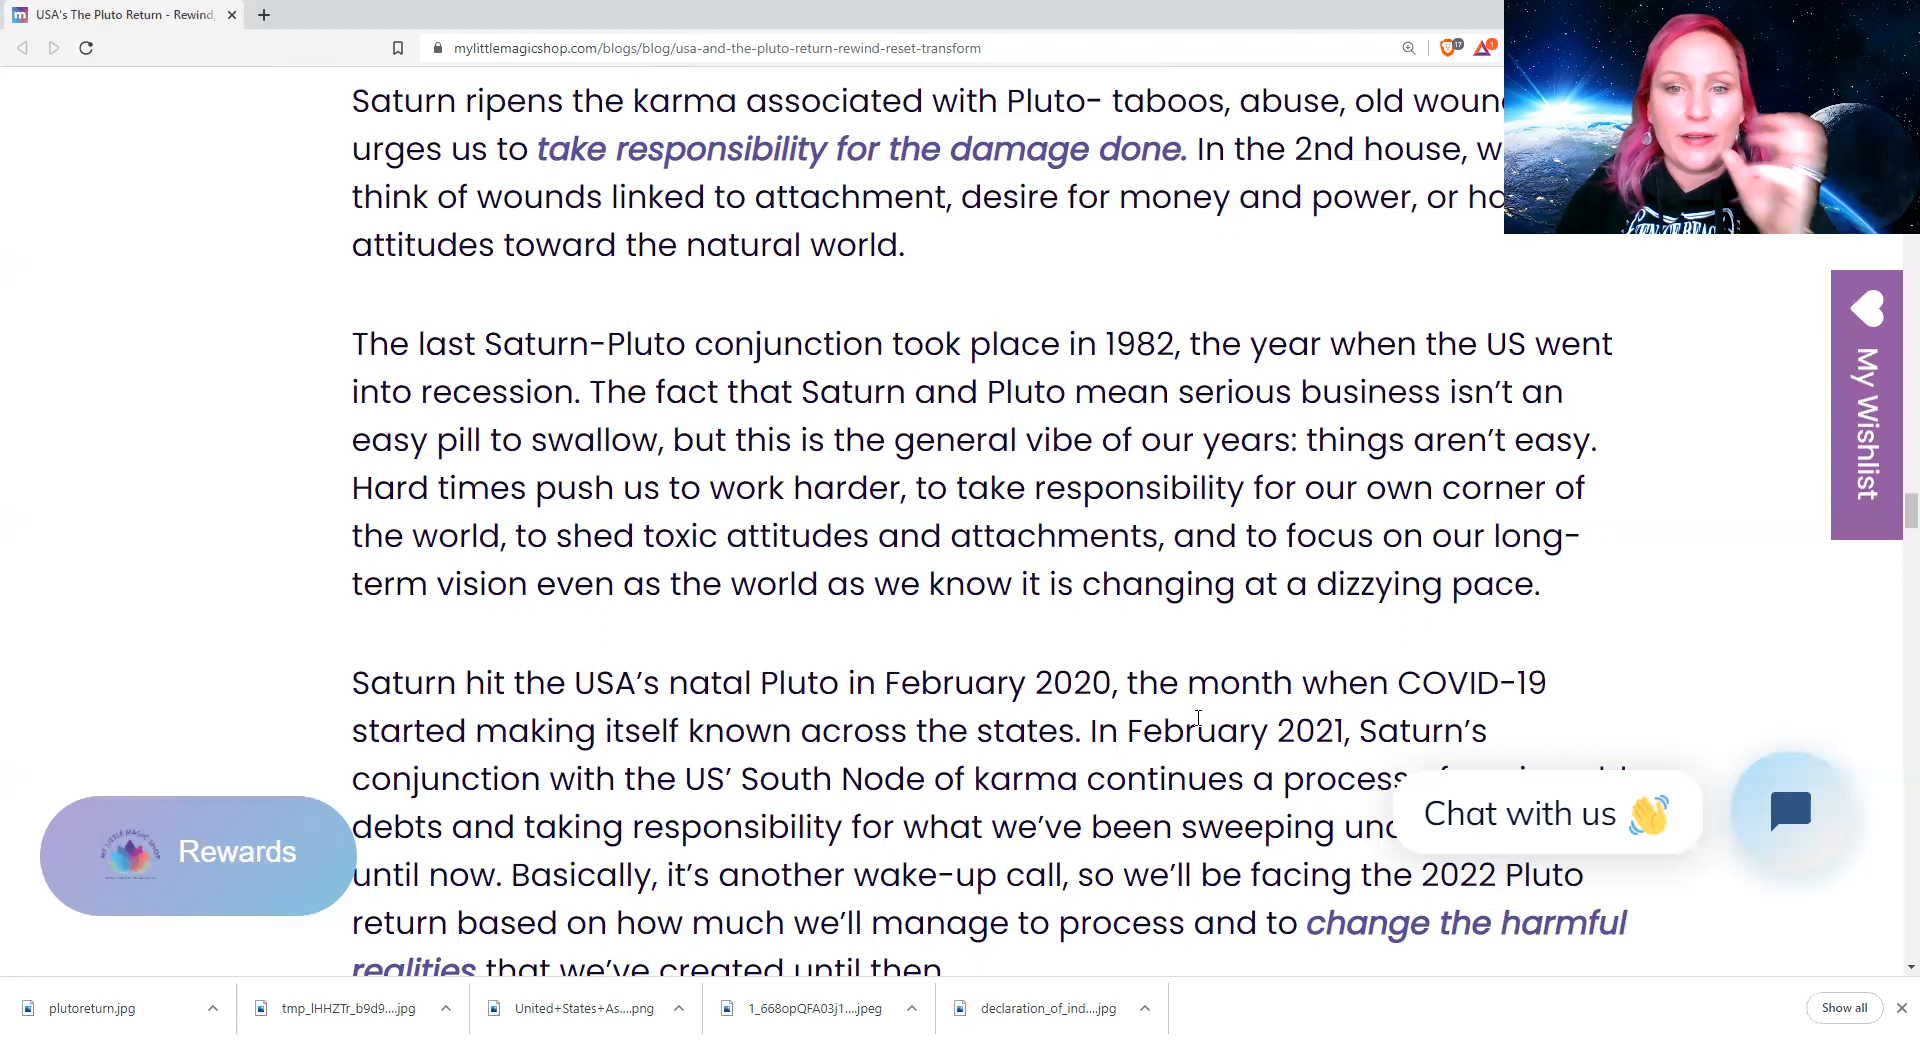 USA's The Pluto Return - Rewind,
mylittlemagicshop.com/blogs/blog/usa-and-the-pluto-return-rewind-reset-transform
17
1
Saturn ripens the karma associated with Pluto- taboos, abuse, old
urges us to take responsibility for the damage done. In the 2nd house,
think of wounds linked to attachment, desire for money and power, or
attitudes toward the natural world.
The last Saturn-Pluto conjunction took place in 1982, the year when the US went
into recession. The fact that Saturn and Pluto mean serious business isn’t an
easy pill to swallow, but this is the general vibe of our years: things aren’t easy.
Hard times push us to work harder, to take responsibility for our own corner of
the world, to shed toxic attitudes and attachments, and to focus on our long-
term vision even as the world as we know it is changing at a dizzying pace.
Saturn hit the USA’s natal Pluto in February 2020, the month when COVID-19
started making itself known across the states. In February 2021, Saturn’s
conjunction with the US’ South Node of karma continues a process
debts and taking responsibility for what we’ve been sweeping
until now. Basically, it’s another wake-up call, so we’ll be facing the 2022 Pluto
return based on how much we’ll manage to process and to change the harmful
realities that we’ve created until then
My Wishlist
Chat with us
MY LITTLE MAGIC SHOP
Rewards
plutoreturn.jpg
tmp_lHHZTr_b9d9....jpg
United+States+As....png
1_668opQFA03j1....jpeg
declaration_of_ind....jpg
Show all